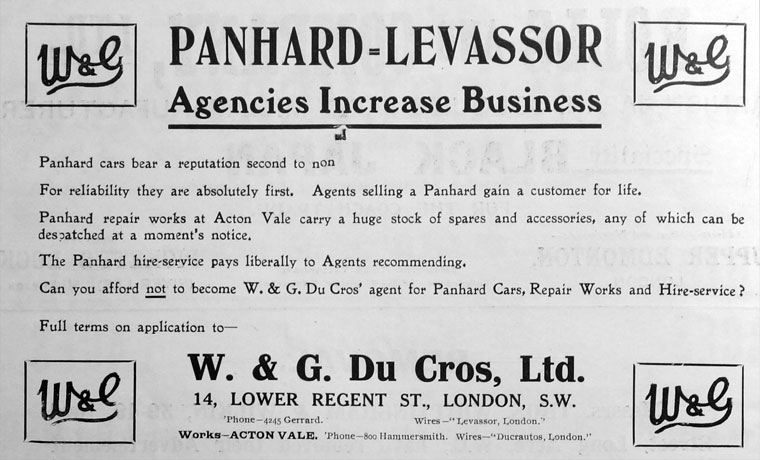 W&G
PANHARD=LEVASSOR
W&G
Agencies Increase Business
Panhard cars bear a reputation second to non
For reliability they are absolutely first. Agents selling a Panhard gain a customer for life.
Panhard repair works at Acton Vale carry a huge stock of spares and accessories, any of which can be
despatched at a moment's notice.
The Panhard hire-service pays liberally to Agents recommending.
Can you afford not to become W. & G. Du Cros' agent for Panhard Cars, Repair Works and Hire-service?
Full terms on application to—
W&G
W. & G. Du Cros, Ltd.
W&G
14, LOWER REGENT ST., LONDON, S.W.
'Phone—4245 Gerrard. Wires—"Levassor, London."
Works—ACTON VALE. 'Phone—800 Hammersmith. Wires—"Ducrautos, London."